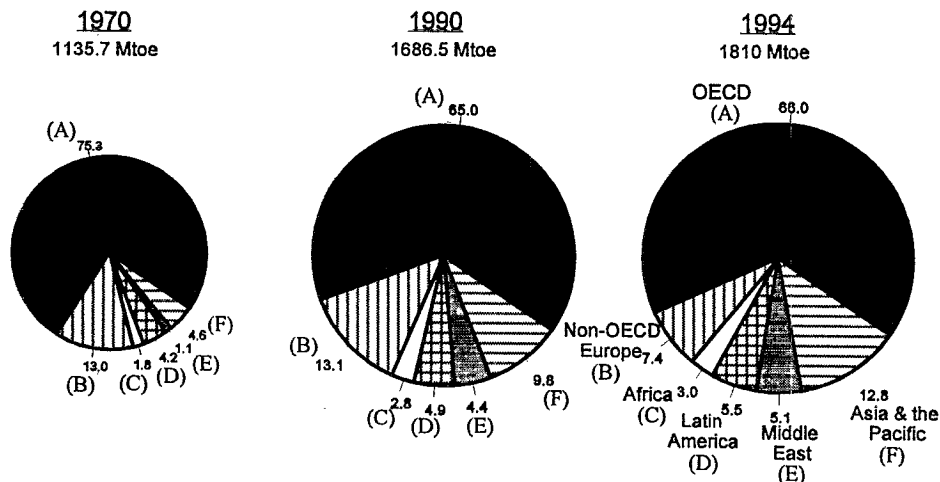 1970
1135.7 Mtoe
(A)
75.3
4.6 (F)
1.1
4.2 (E)
1.8 (D)
13.0 (C)
(B)
1990
1686.5 Mtoe
(A) 65.0
(B)
13.1
(C) 2.8
4.9
(D)
4.4
(E)
9.8
(F)
1994
1810 Mtoe
OECD
(A)
66.0
Non-OECD
Europe 7.4
(B)
Africa 3.0
(C)
5.5
Latin
America
(D)
5.1
Middle
East
(E)
12.8
Asia & the
Pacific
(F)